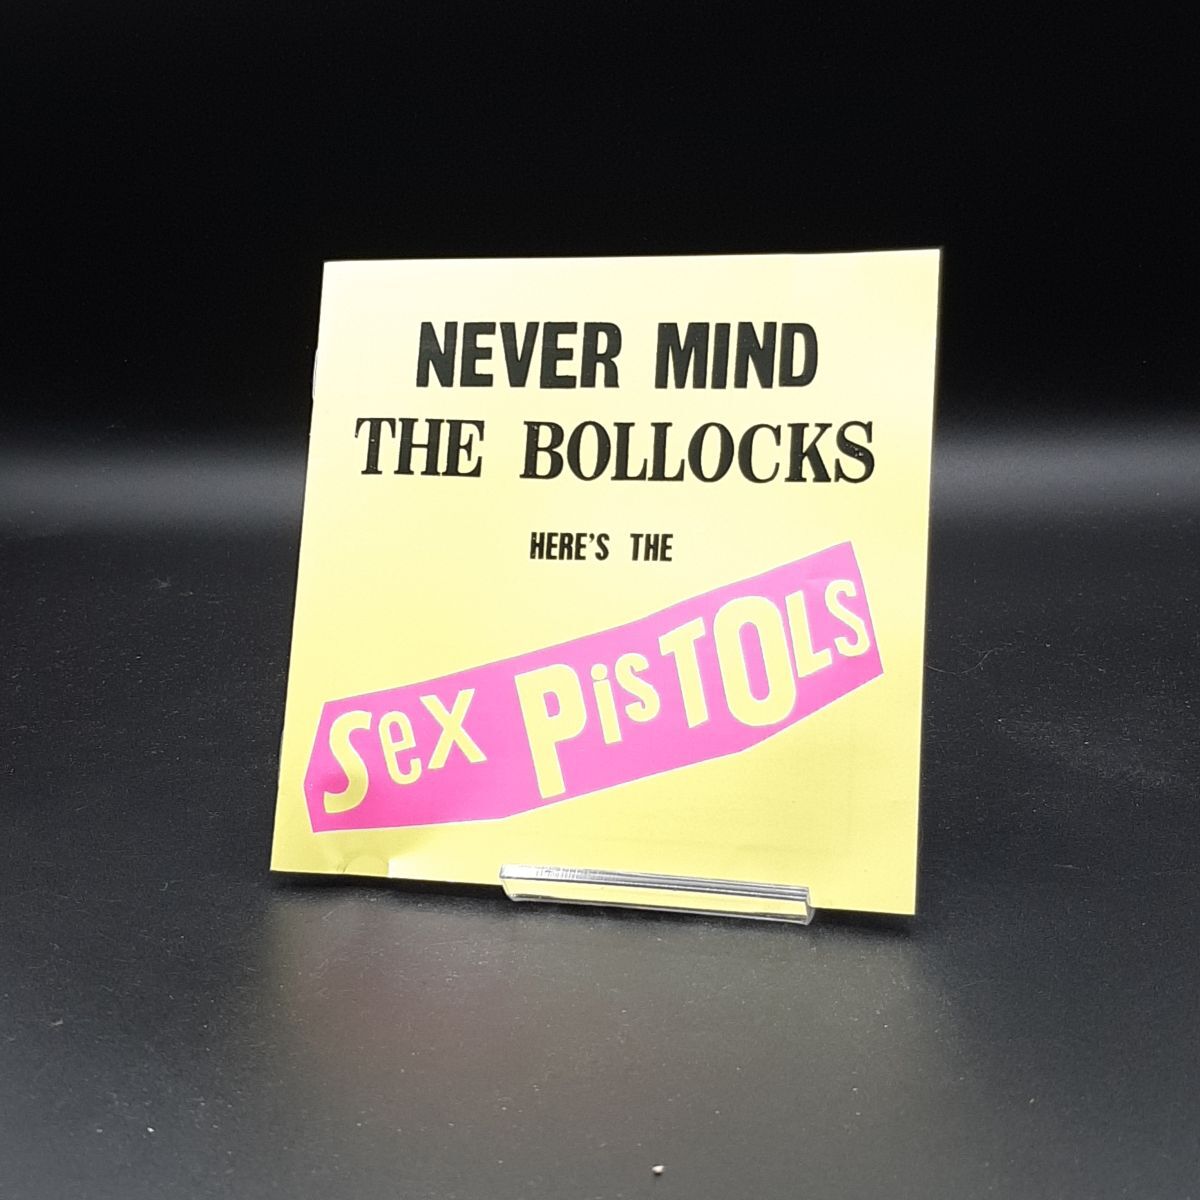 NEVER MIND
THE BOLLOCKS
HERE'S THE
Sex PisTOLS